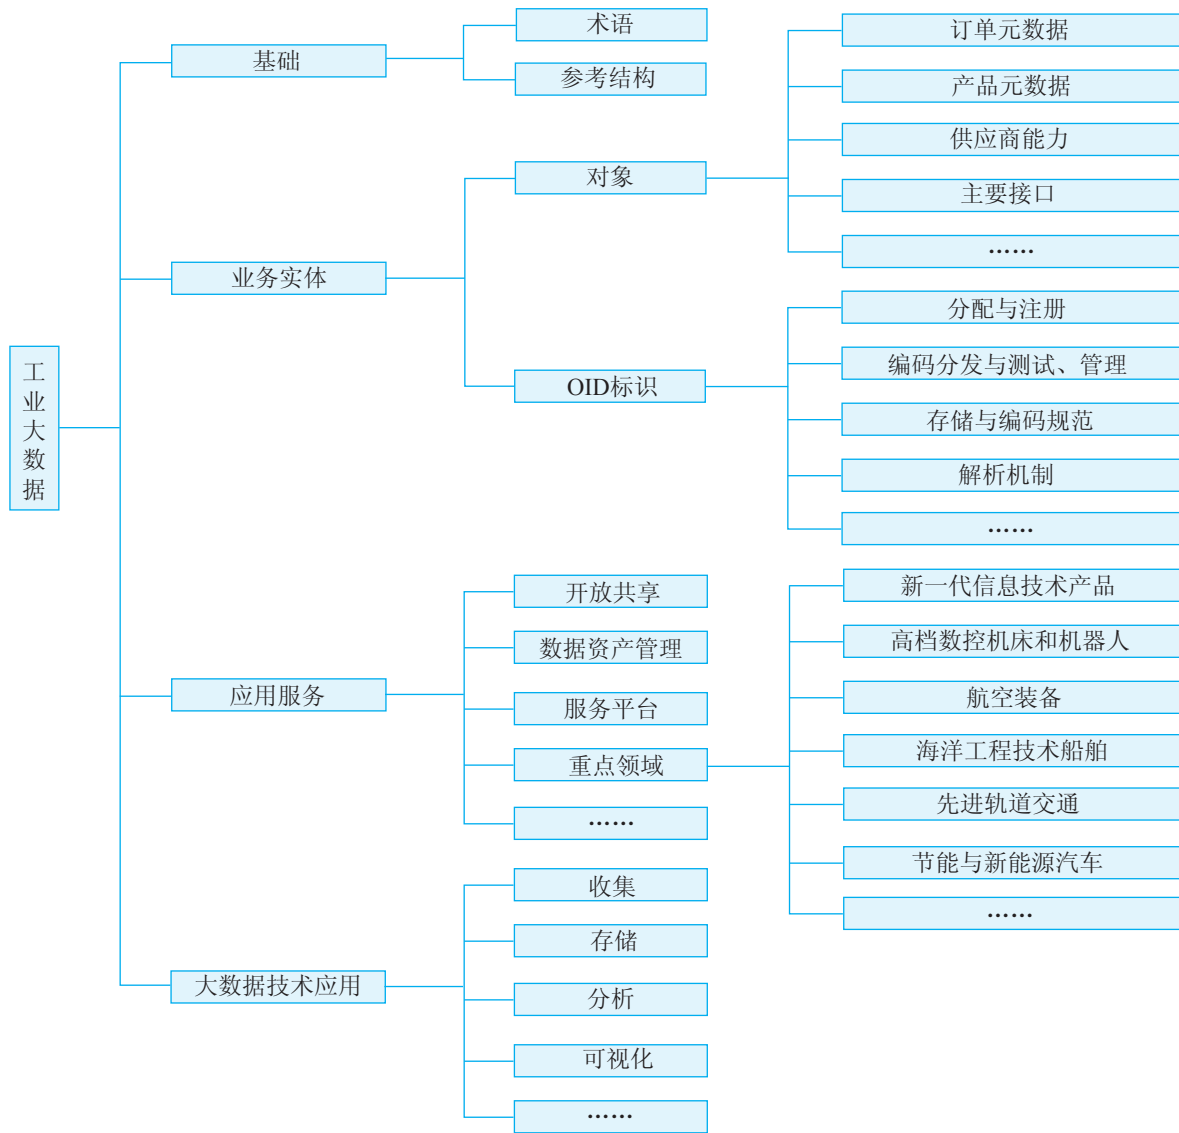 工业大数据
基础
术语
参考结构
业务实体
对象
订单元数据
产品元数据
供应商能力
主要接口
……
OID标识
分配与注册
编码分发与测试、管理
存储与编码规范
解析机制
……
应用服务
开放共享
数据资产管理
服务平台
重点领域
新一代信息技术产品
高档数控机床和机器人
航空装备
海洋工程技术船舶
先进轨道交通
节能与新能源汽车
……
……
大数据技术应用
收集
存储
分析
可视化
……